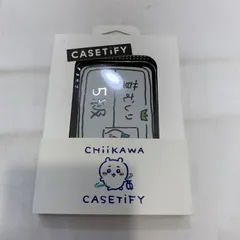 CASETiFY
草むしり
5級
CHiiKAWA
CASETiFY